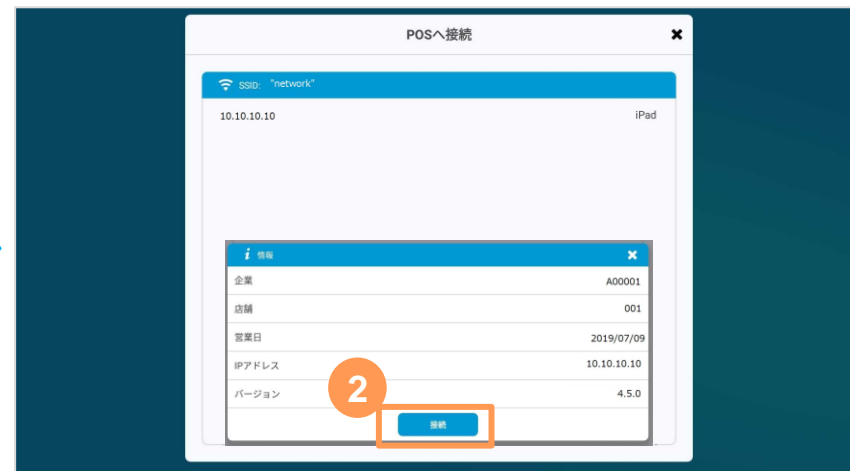 POSへ接続 ✖
SSID: "network"
10.10.10.10 iPad
i 情報 ✖
企業 A00001
店舗 001
営業日 2019/07/09
IPアドレス 10.10.10.10
バージョン 4.5.0
2
接続